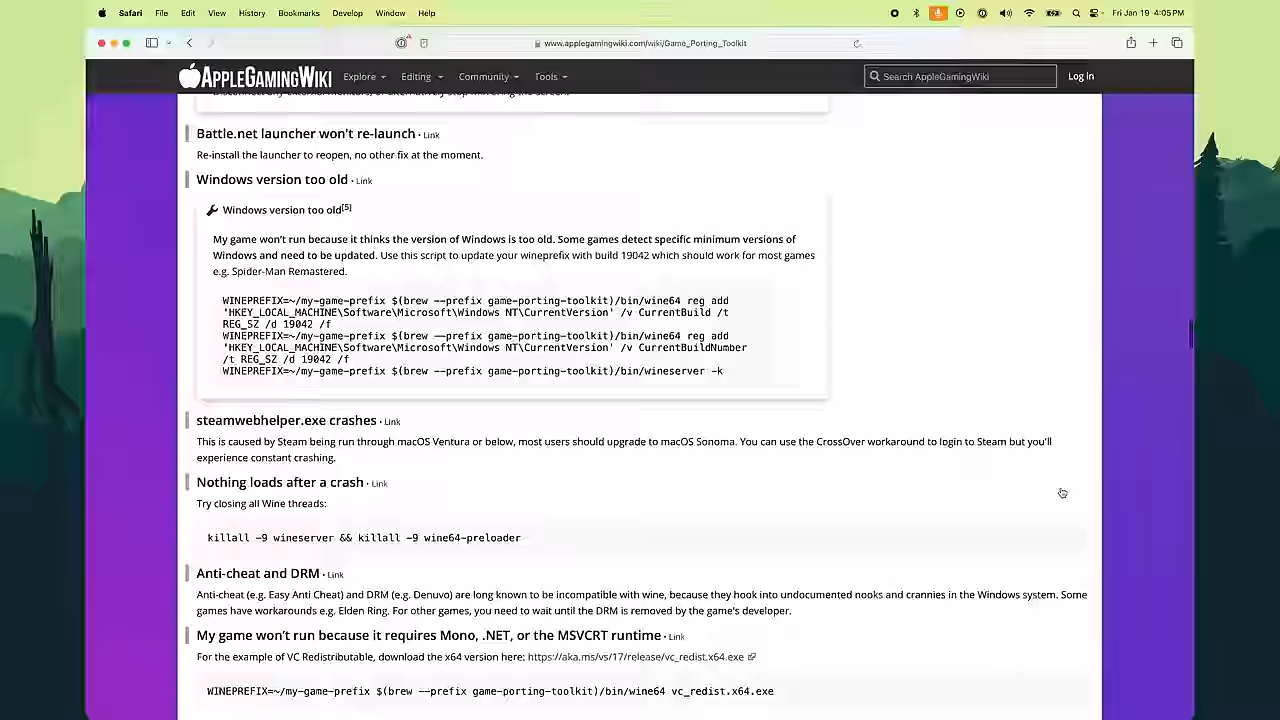 Safari File Edit View History Bookmarks Develop Window Help Fri Jan 19 4:05 PM
www.applegamingwiki.com/wiki/Game_Porting_Toolkit
APPLEGAMINGWIKI Explore Editing Community Tools Search AppleGamingWiki Log in
Battle.net launcher won't re-launch · Link
Re-install the launcher to reopen, no other fix at the moment.
Windows version too old · Link
Windows version too old[5]
My game won't run because it thinks the version of Windows is too old. Some games detect specific minimum versions of
Windows and need to be updated. Use this script to update your wineprefix with build 19042 which should work for most games
e.g. Spider-Man Remastered.
WINEPREFIX=~/my-game-prefix $(brew --prefix game-porting-toolkit)/bin/wine64 reg add
'HKEY_LOCAL_MACHINE\Software\Microsoft\Windows NT\CurrentVersion' /v CurrentBuild /t
REG_SZ /d 19042 /f
WINEPREFIX=~/my-game-prefix $(brew --prefix game-porting-toolkit)/bin/wine64 reg add
'HKEY_LOCAL_MACHINE\Software\Microsoft\Windows NT\CurrentVersion' /v CurrentBuildNumber
/t REG_SZ /d 19042 /f
WINEPREFIX=~/my-game-prefix $(brew --prefix game-porting-toolkit)/bin/wineserver -k
steamwebhelper.exe crashes · Link
This is caused by Steam being run through macOS Ventura or below, most users should upgrade to macOS Sonoma. You can use the CrossOver workaround to login to Steam but you'll
experience constant crashing.
Nothing loads after a crash · Link
Try closing all Wine threads:
killall -9 wineserver && killall -9 wine64-preloader
Anti-cheat and DRM · Link
Anti-cheat (e.g. Easy Anti Cheat) and DRM (e.g. Denuvo) are long known to be incompatible with wine, because they hook into undocumented nooks and crannies in the Windows system. Some
games have workarounds e.g. Elden Ring. For other games, you need to wait until the DRM is removed by the game's developer.
My game won't run because it requires Mono, .NET, or the MSVCRT runtime · Link
For the example of VC Redistributable, download the x64 version here: https://aka.ms/vs/17/release/vc_redist.x64.exe
WINEPREFIX=~/my-game-prefix $(brew --prefix game-porting-toolkit)/bin/wine64 vc_redist.x64.exe